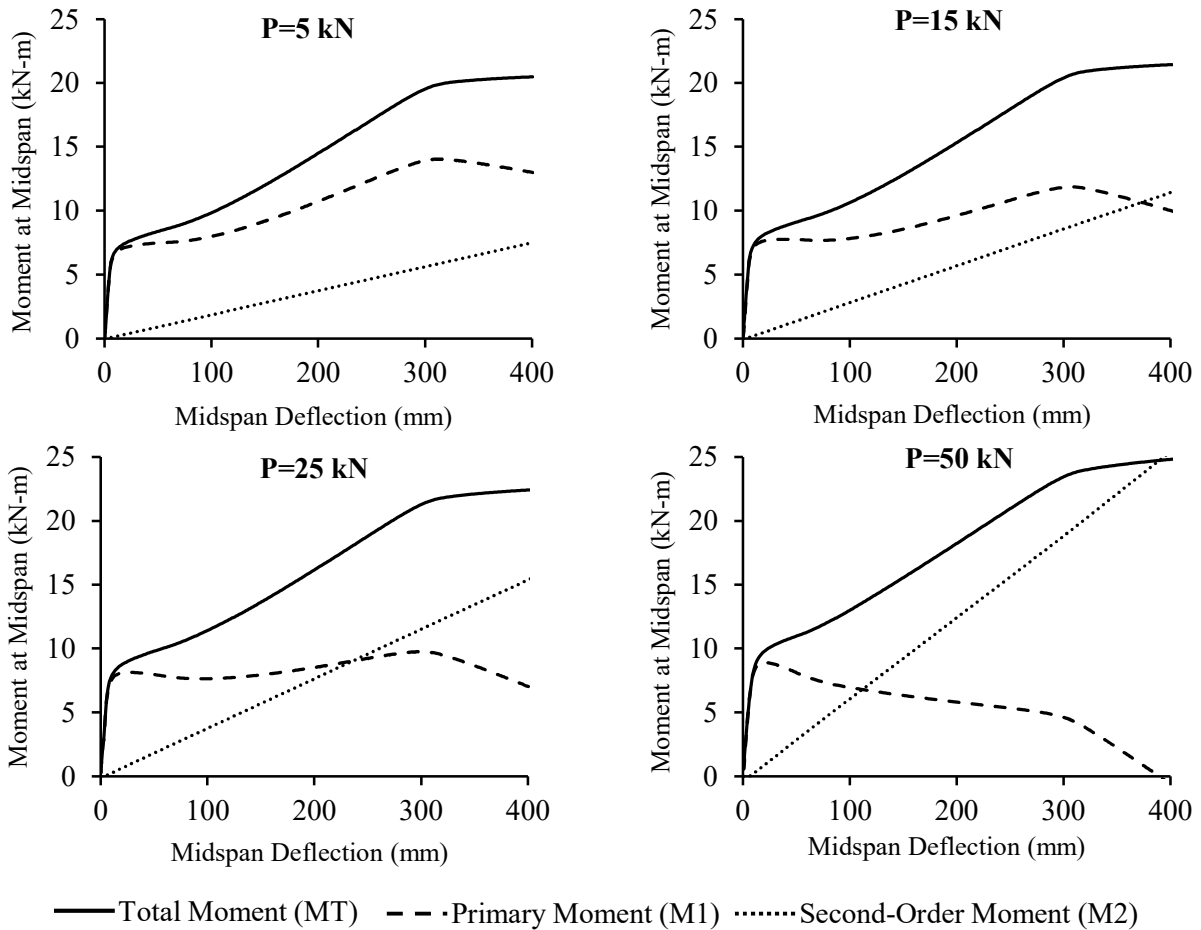 P=5 kN
Moment at Midspan (kN-m)
25
20
15
10
5
0
0 100 200 300 400
Midspan Deflection (mm)
P=15 kN
Moment at Midspan (kN-m)
25
20
15
10
5
0
0 100 200 300 400
Midspan Deflection (mm)
P=25 kN
Moment at Midspan (kN-m)
25
20
15
10
5
0
0 100 200 300 400
Midspan Deflection (mm)
P=50 kN
Moment at Midspan (kN-m)
25
20
15
10
5
0
0 100 200 300 400
Midspan Deflection (mm)
Total Moment (MT) Primary Moment (M1) Second-Order Moment (M2)